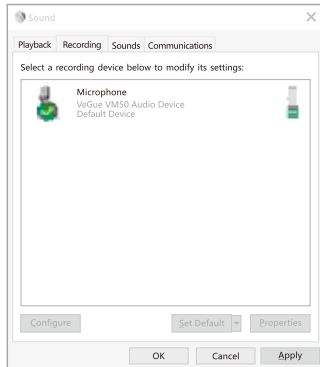 Sound
Playback Recording Sounds Communications
Select a recording device below to modify its settings:
Microphone
VeGue VM50 Audio Device
Default Device
Configure Set Default Properties
OK Cancel Apply